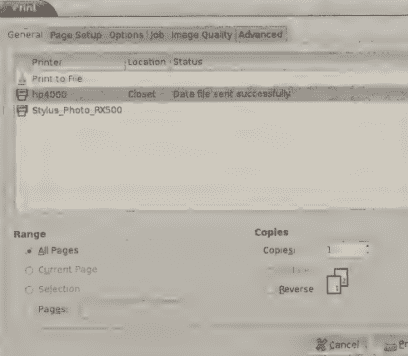 Print
General Page Setup Options Job Image Quality Advanced
Printer Location Status
Print to File
hp4000 Closet Data file sent successfully
Stylus_Photo_RX500
Range
Copies
All Pages
Copies: 1
Current Page
Selection
Reverse
Pages:
Cancel